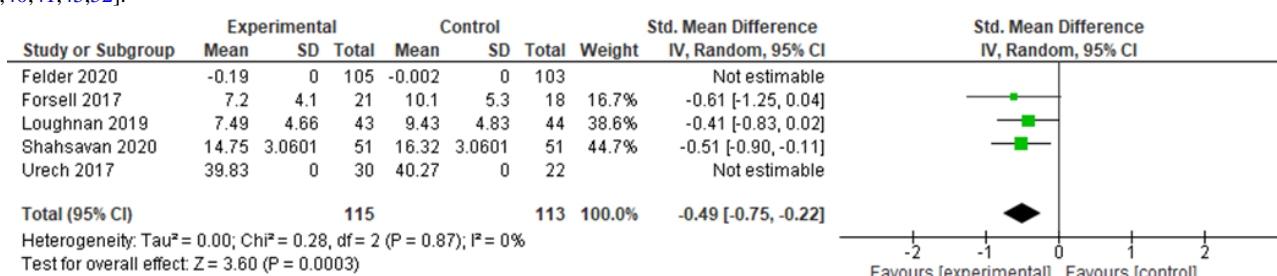 Experimental Control Std. Mean Difference Std. Mean Difference
Study or Subgroup Mean SD Total Mean SD Total Weight IV, Random, 95% CI IV, Random, 95% CI
Felder 2020 -0.19 0 105 -0.002 0 103 Not estimable
Forsell 2017 7.2 4.1 21 10.1 5.3 18 16.7% -0.61 [-1.25, 0.04]
Loughnan 2019 7.49 4.66 43 9.43 4.83 44 38.6% -0.41 [-0.83, 0.02]
Shahsavan 2020 14.75 3.0601 51 16.32 3.0601 51 44.7% -0.51 [-0.90, -0.11]
Urech 2017 39.83 0 30 40.27 0 22 Not estimable
Total (95% CI) 115 113 100.0% -0.49 [-0.75, -0.22]
Heterogeneity: Tau² = 0.00; Chi² = 0.28, df = 2 (P = 0.87); I² = 0%
Test for overall effect: Z = 3.60 (P = 0.0003)
-2 -1 0 1 2
Favours [experimental] Favours [control]